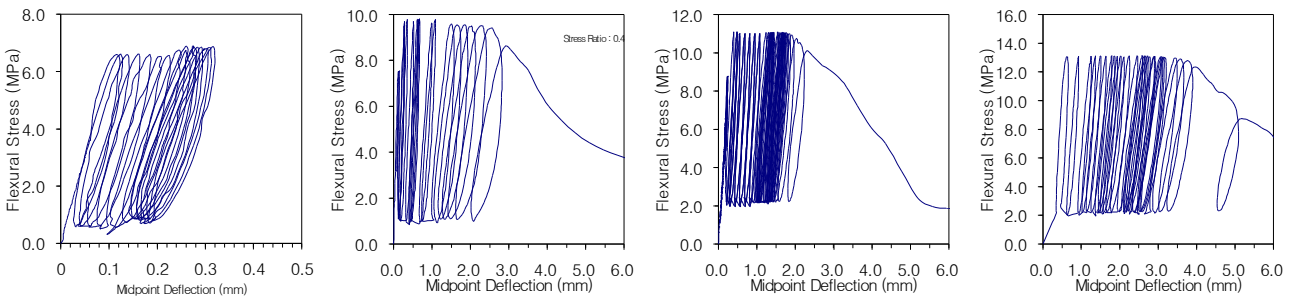 Flexural Stress (MPa)
8.0
6.0
4.0
2.0
0.0
0 0.1 0.2 0.3 0.4 0.5
Midpoint Deflection (mm)
Flexural Stress (MPa)
10.0
8.0
6.0
4.0
2.0
0.0
Stress Ratio : 0.4
0.0 1.0 2.0 3.0 4.0 5.0 6.0
Midpoint Deflection (mm)
Flexural Stress (MPa)
12.0
10.0
8.0
6.0
4.0
2.0
0.0
0.0 1.0 2.0 3.0 4.0 5.0 6.0
Midpoint Deflection (mm)
Flexural Stress (MPa)
16.0
14.0
12.0
10.0
8.0
6.0
4.0
2.0
0.0
0.0 1.0 2.0 3.0 4.0 5.0 6.0
Midpoint Deflection (mm)